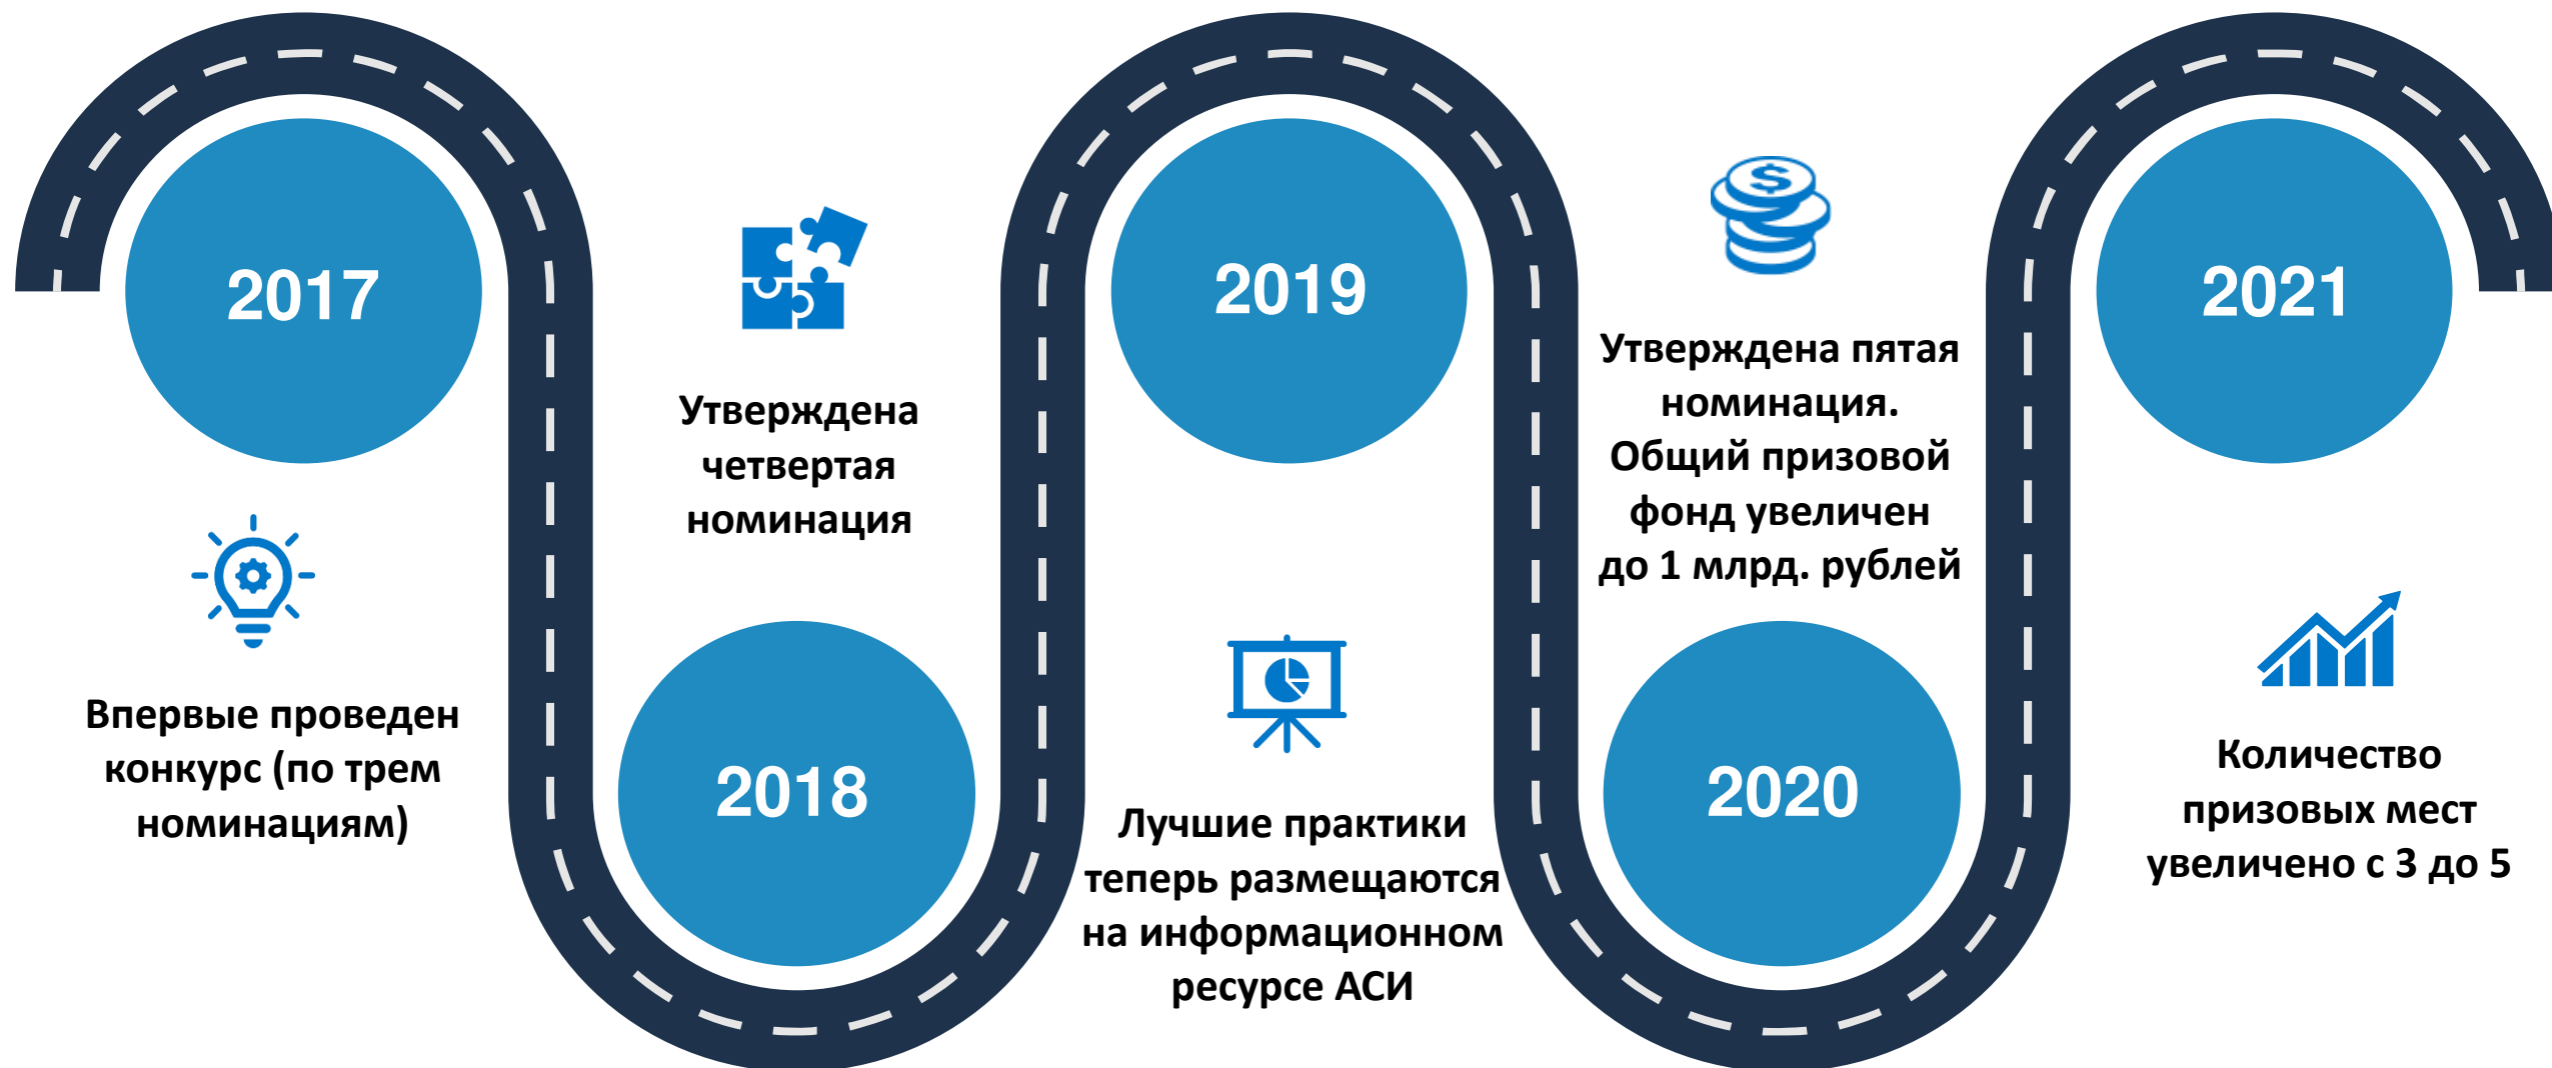 2017
Впервые проведен
конкурс (по трем
номинациям)
Утверждена
четвертая
номинация
2018
2019
Лучшие практики
теперь размещаются
на информационном
ресурсе АСИ
$
Утверждена пятая
номинация.
Общий призовой
фонд увеличен
до 1 млрд. рублей
2020
2021
Количество
призовых мест
увеличено с 3 до 5